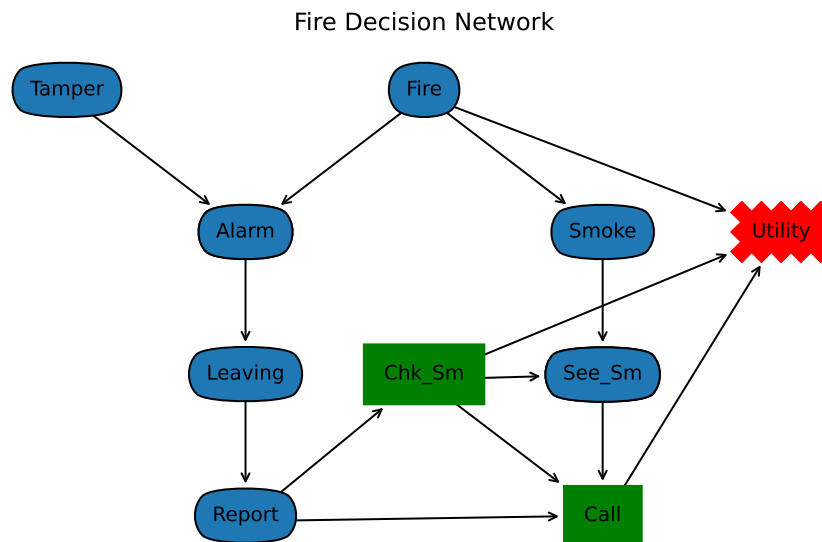 Fire Decision Network
Tamper
Fire
Alarm
Smoke
Utility
Leaving
Chk_Sm
See_Sm
Report
Call